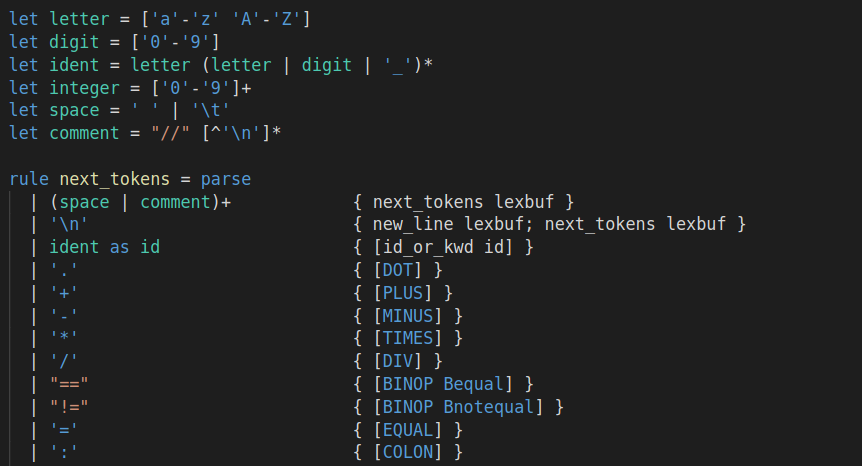 let letter = ['a'-'z' 'A'-'Z']
let digit = ['0'-'9']
let ident = letter (letter | digit | '_')*
let integer = ['0'-'9']+
let space = ' ' | '\t'
let comment = "//" [^'\n']*

rule next_tokens = parse
  | (space | comment)+            { next_tokens lexbuf }
  | '\n'                          { new_line lexbuf; next_tokens lexbuf }
  | ident as id                   { [id_or_kwd id] }
  | '.'                           { [DOT] }
  | '+'                           { [PLUS] }
  | '-'                           { [MINUS] }
  | '*'                           { [TIMES] }
  | '/'                           { [DIV] }
  | "=="                          { [BINOP Bequal] }
  | "!="                          { [BINOP Bnotequal] }
  | '='                           { [EQUAL] }
  | ':'                           { [COLON] }